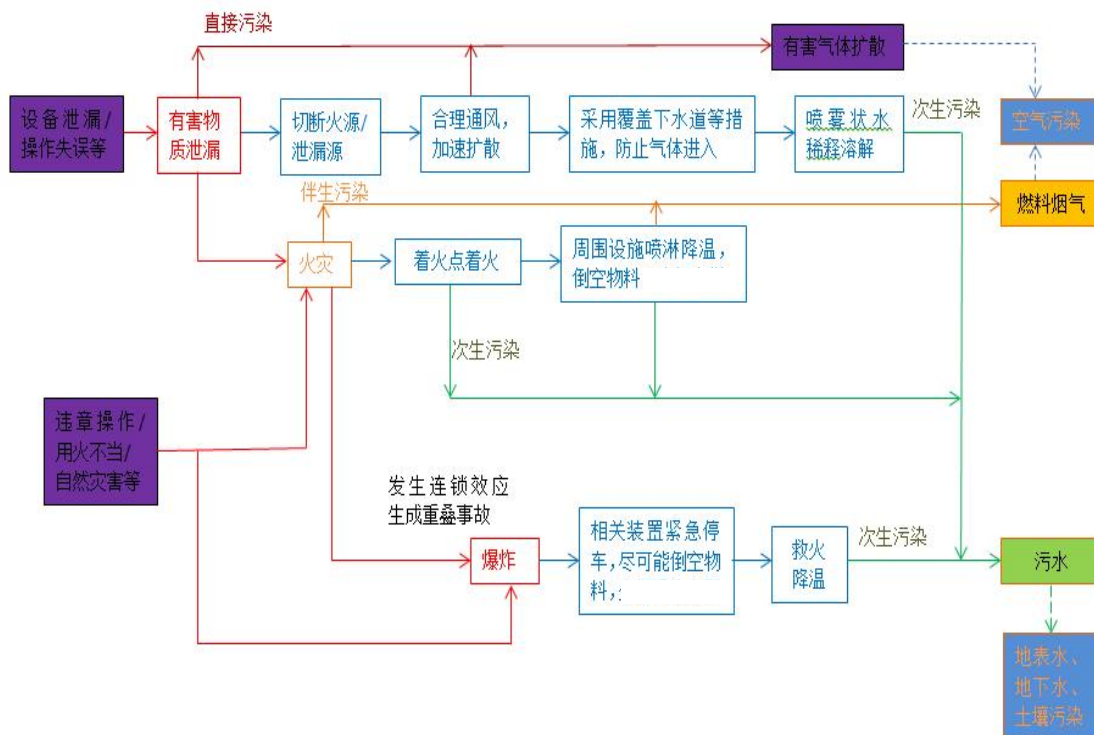 直接污染
有害气体扩散
设备泄漏/
操作失误等
有害物
质泄漏
切断火源/
泄漏源
合理通风，
加速扩散
采用覆盖下水道等措
施，防止气体进入
喷雾状水
稀释溶解
次生污染
空气污染
伴生污染
燃料烟气
火灾
着火点着火
周围设施喷淋降温，
倒空物料
次生污染
违章操作/
用火不当/
自然灾害等
发生连锁效应
生成重叠事故
爆炸
相关装置紧急停
车，尽可能倒空物
料，
救火
降温
次生污染
污水
地表水、
地下水、
土壤污染